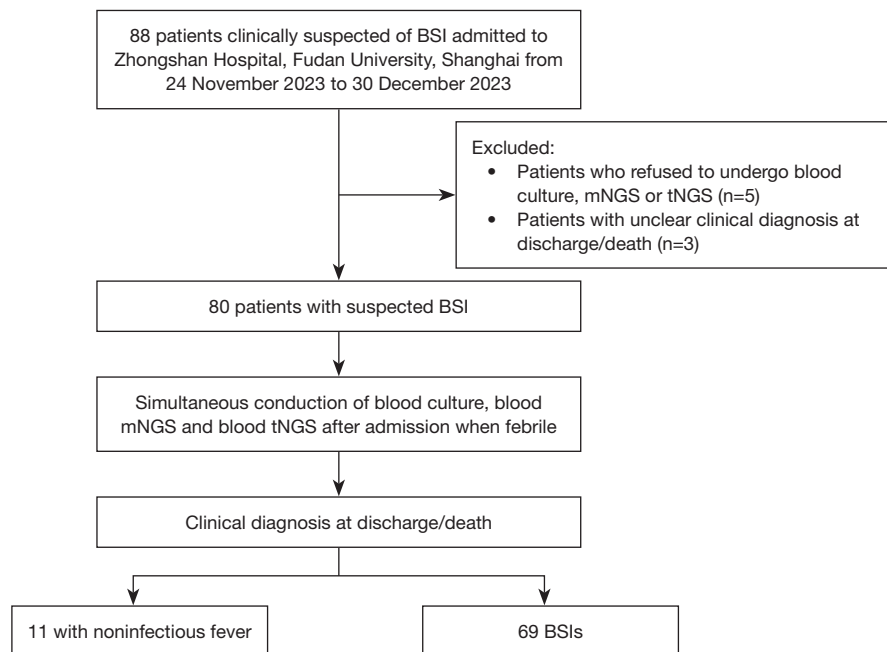 88 patients clinically suspected of BSI admitted to
Zhongshan Hospital, Fudan University, Shanghai from
24 November 2023 to 30 December 2023
Excluded:
• Patients who refused to undergo blood
culture, mNGS or tNGS (n=5)
• Patients with unclear clinical diagnosis at
discharge/death (n=3)
80 patients with suspected BSI
Simultaneous conduction of blood culture, blood
mNGS and blood tNGS after admission when febrile
Clinical diagnosis at discharge/death
11 with noninfectious fever
69 BSIs